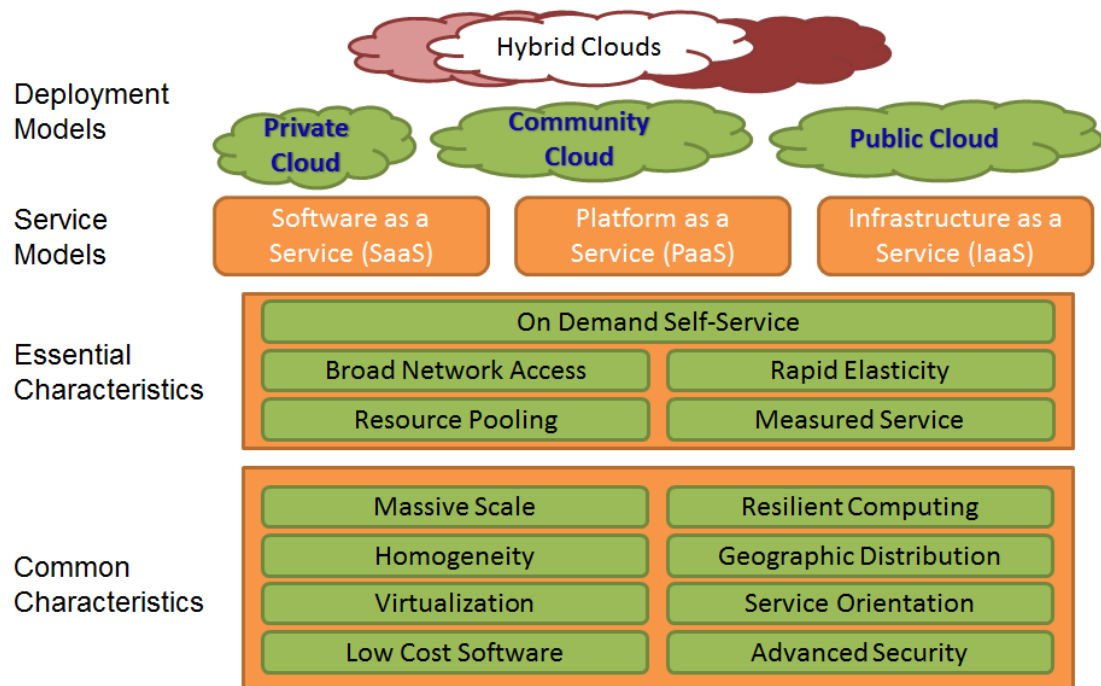 Hybrid Clouds
Deployment
Models
Private
Cloud
Community
Cloud
Public Cloud
Service
Models
Software as a
Service (SaaS)
Platform as a
Service (PaaS)
Infrastructure as a
Service (IaaS)
Essential
Characteristics
On Demand Self-Service
Broad Network Access
Rapid Elasticity
Resource Pooling
Measured Service
Common
Characteristics
Massive Scale
Resilient Computing
Homogeneity
Geographic Distribution
Virtualization
Service Orientation
Low Cost Software
Advanced Security